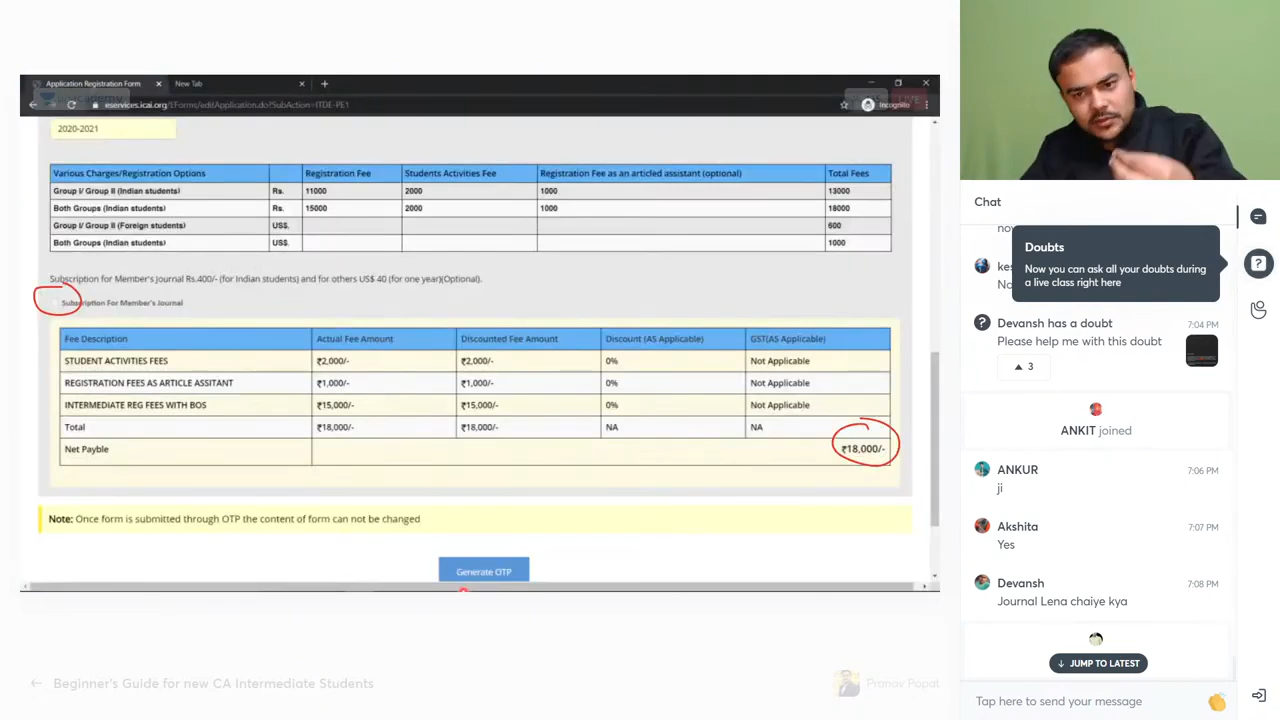 Application Registration Form
New Tab
eservices.icai.org/EForms/addApplication.do?SubAction=ITDE-PE1
Incognito
2020-2021
Various Charges/Registration Options Registration Fee Students Activities Fee Registration Fee as an articled assistant (optional) Total Fees
Group I/ Group II (Indian students) Rs. 11000 2000 1000 13000
Both Groups (Indian students) Rs. 15000 2000 1000 18000
Group I/ Group II (Foreign students) US$. 600
Both Groups (Indian students) US$. 1000
Subscription for Member's Journal Rs.400/- (for Indian students) and for others US$ 40 (for one year)(Optional).
Subscription For Member's Journal
Fee Description Actual Fee Amount Discounted Fee Amount Discount (AS Applicable) GST(AS Applicable)
STUDENT ACTIVITIES FEES ₹2,000/- ₹2,000/- 0% Not Applicable
REGISTRATION FEES AS ARTICLE ASSITANT ₹1,000/- ₹1,000/- 0% Not Applicable
INTERMEDIATE REG FEES WITH BOS ₹15,000/- ₹15,000/- 0% Not Applicable
Total ₹18,000/- ₹18,000/- NA NA
Net Payble ₹18,000/-
Note: Once form is submitted through OTP the content of form can not be changed
Generate OTP
Beginner's Guide for new CA Intermediate Students
Pranav Popat
Chat
Doubts
Now you can ask all your doubts during
a live class right here
Devansh has a doubt 7:04 PM
Please help me with this doubt
▲ 3
ANKIT joined
ANKUR 7:06 PM
ji
Akshita 7:07 PM
Yes
Devansh 7:08 PM
Journal Lena chaiye kya
↓ JUMP TO LATEST
Tap here to send your message